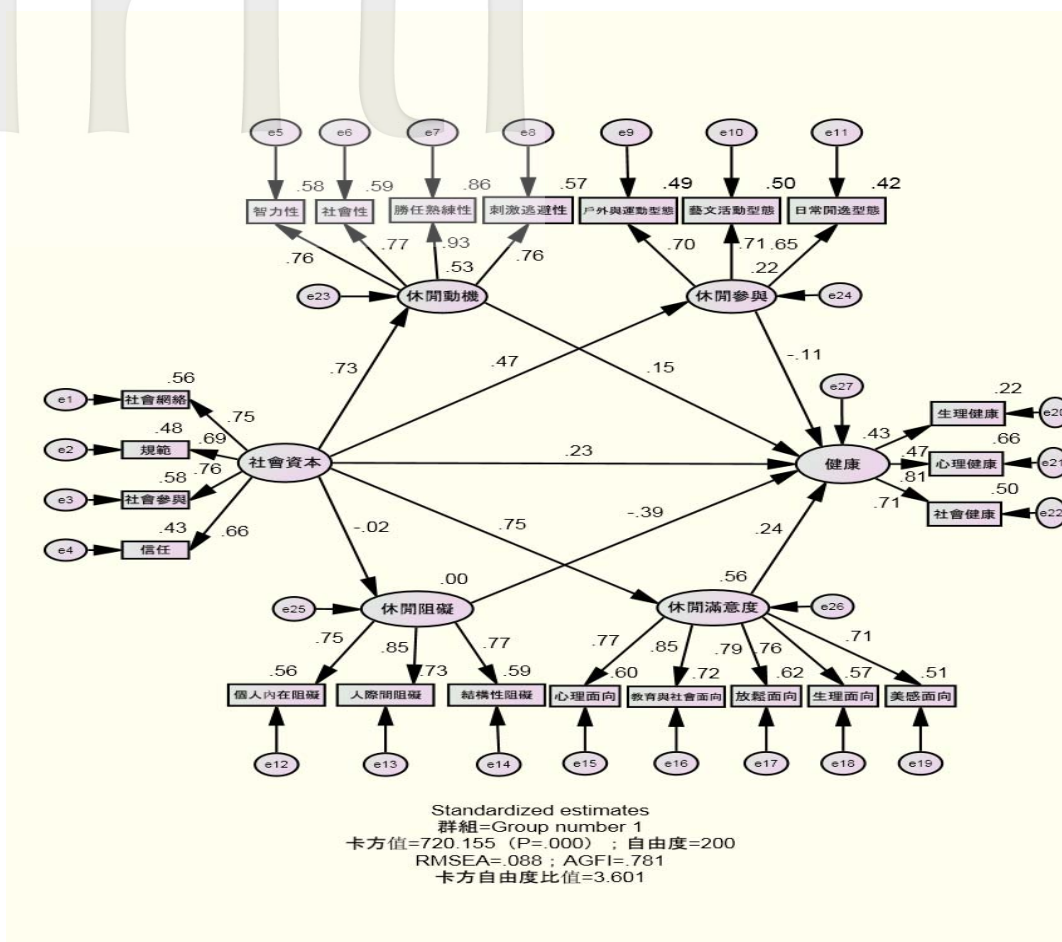 e5 e6 e7 e8 e9 e10 e11
.58 .59 .86 .57 .49 .50 .42
智力性 社會性 勝任熟練性 刺激逃避性 戶外與運動型態 藝文活動型態 日常閒逸型態
.76 .77 .93 .76 .70 .71 .65
.53 .22
e23 休閒動機 休閒參與 e24
.73 .47 .15 -.11
e27
.56 .22
e1 社會網絡 .75 .43 生理健康 e20
.48 .66
e2 規範 .69 社會資本 .23 健康 .47 心理健康 e21
.58 .76 .81 .50
e3 社會參與 .71 社會健康 e22
.43 .66
e4 信任
-.02 .75 -.39 .24
.00 .56
e25 休閒阻礙 休閒滿意度 e26
.75 .85 .77 .77 .85 .79 .76 .71
.56 .73 .59 .60 .72 .62 .57 .51
個人內在阻礙 人際間阻礙 結構性阻礙 心理面向 教育與社會面向 放鬆面向 生理面向 美感面向
e12 e13 e14 e15 e16 e17 e18 e19
Standardized estimates
群組=Group number 1
卡方值=720.155（P=.000）；自由度=200
RMSEA=.088；AGFI=.781
卡方自由度比值=3.601